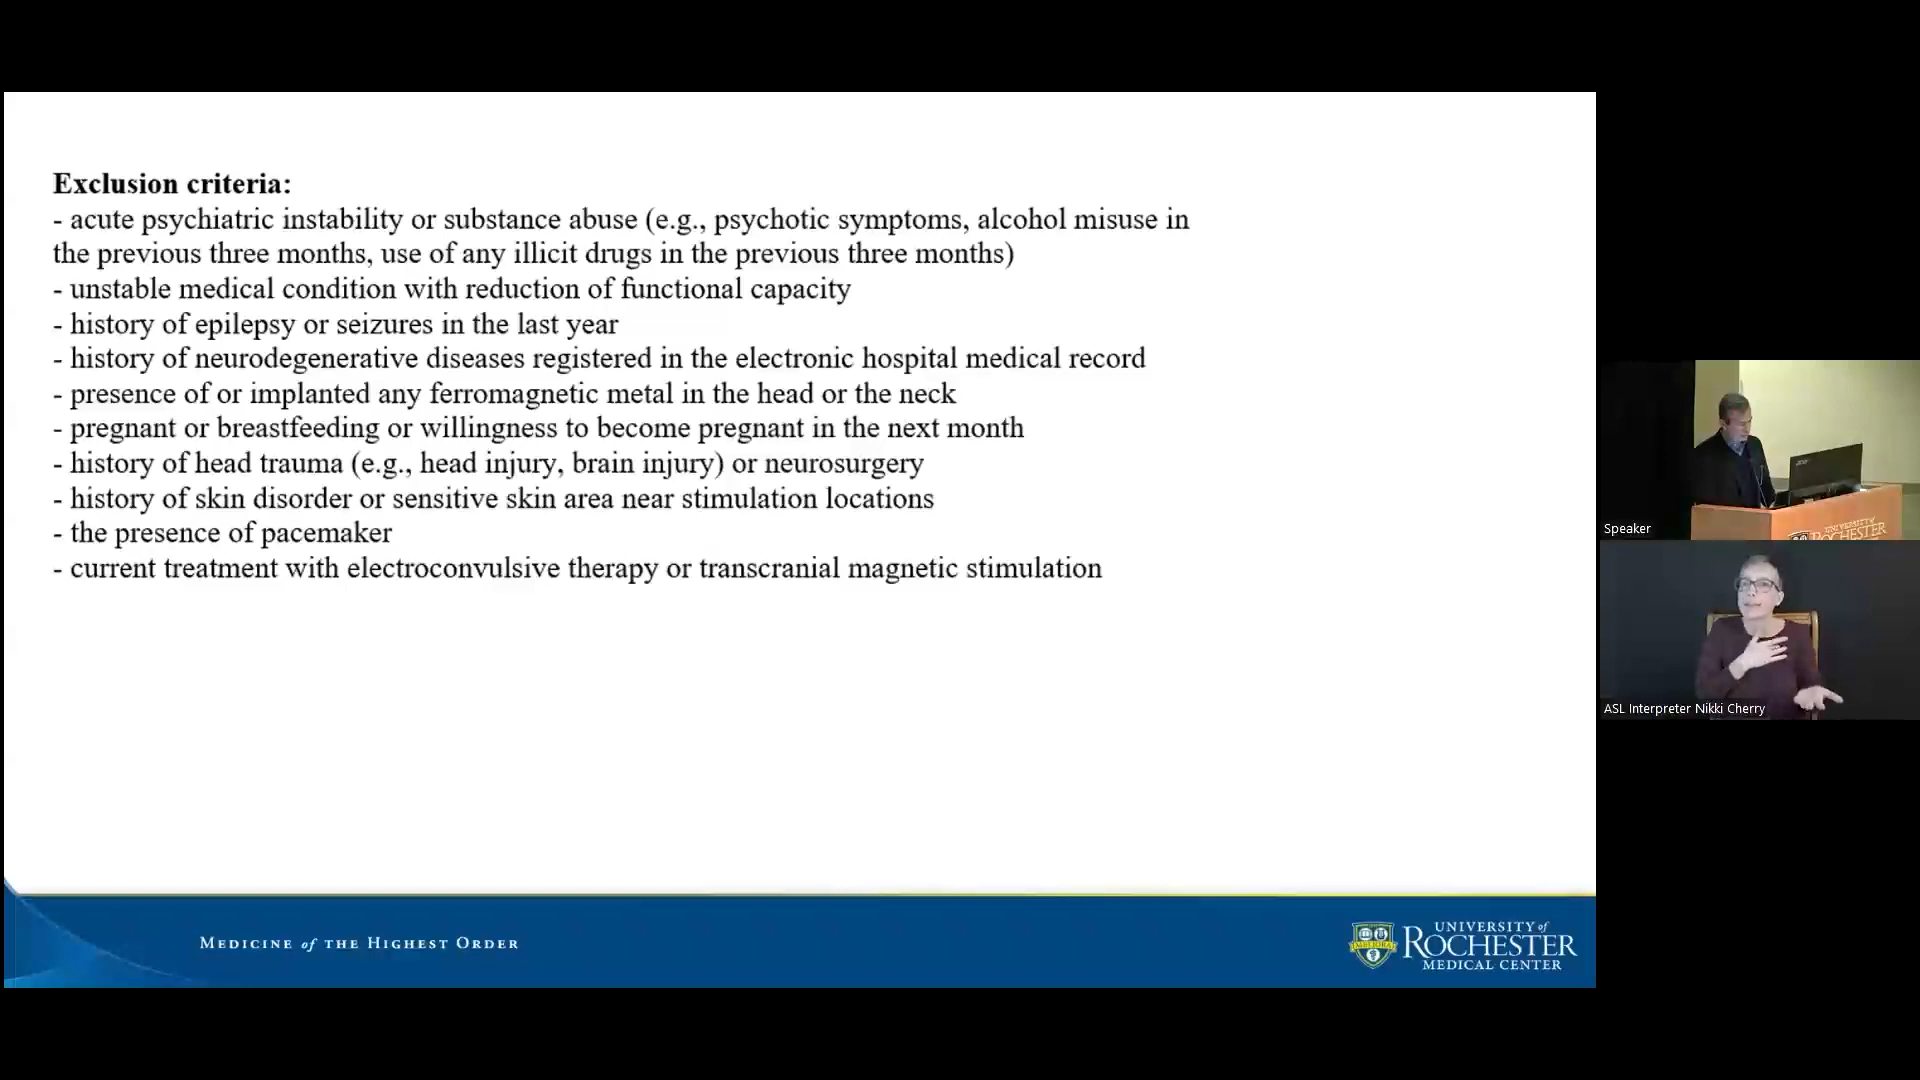 Exclusion criteria:
- acute psychiatric instability or substance abuse (e.g., psychotic symptoms, alcohol misuse in
the previous three months, use of any illicit drugs in the previous three months)
- unstable medical condition with reduction of functional capacity
- history of epilepsy or seizures in the last year
- history of neurodegenerative diseases registered in the electronic hospital medical record
- presence of or implanted any ferromagnetic metal in the head or the neck
- pregnant or breastfeeding or willingness to become pregnant in the next month
- history of head trauma (e.g., head injury, brain injury) or neurosurgery
- history of skin disorder or sensitive skin area near stimulation locations
- the presence of pacemaker
- current treatment with electroconvulsive therapy or transcranial magnetic stimulation
MEDICINE of THE HIGHEST ORDER
UNIVERSITY of
ROCHESTER
MEDICAL CENTER
UNIVERSITY of
ROCHESTER
Speaker
ASL Interpreter Nikki Cherry